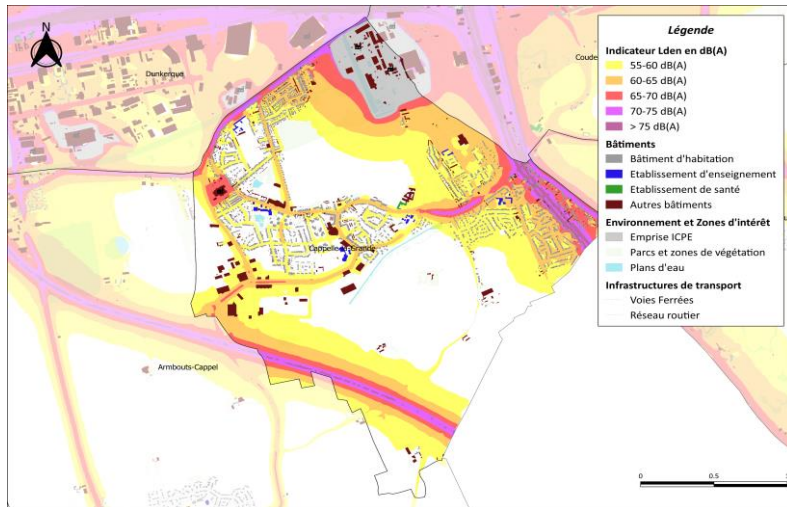 N
Dunkerque
Coude
Cappelle-la-Grande
Armbouts-Cappel
Légende
Indicateur Lden en dB(A)
55-60 dB(A)
60-65 dB(A)
65-70 dB(A)
70-75 dB(A)
> 75 dB(A)
Bâtiments
Bâtiment d'habitation
Etablissement d'enseignement
Etablissement de santé
Autres bâtiments
Environnement et Zones d'intérêt
Emprise ICPE
Parcs et zones de végétation
Plans d'eau
Infrastructures de transport
Voies Ferrées
Réseau routier
0 0.5 1